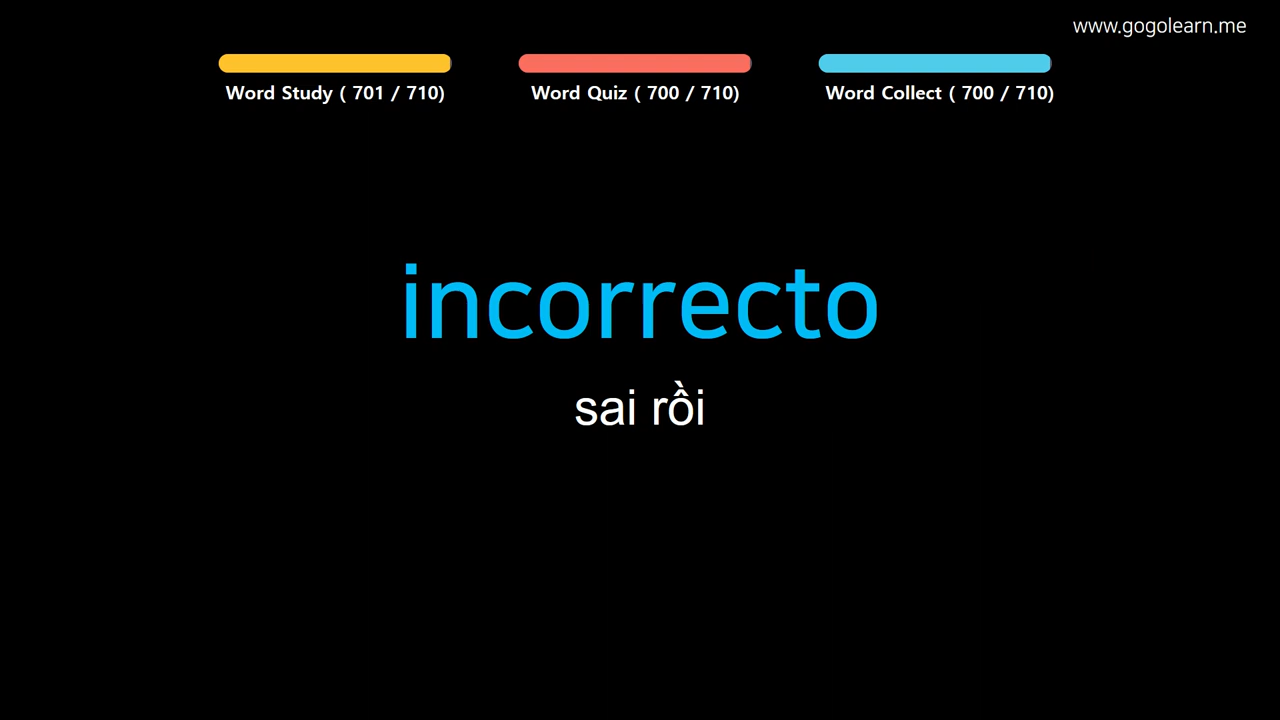 www.gogolearn.me
Word Study ( 701 / 710)
Word Quiz ( 700 / 710)
Word Collect ( 700 / 710)
incorrecto
sai rồi